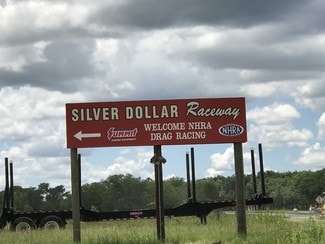 SILVER DOLLAR Raceway
Summit
WELCOME NHRA
DRAG RACING
NHRA